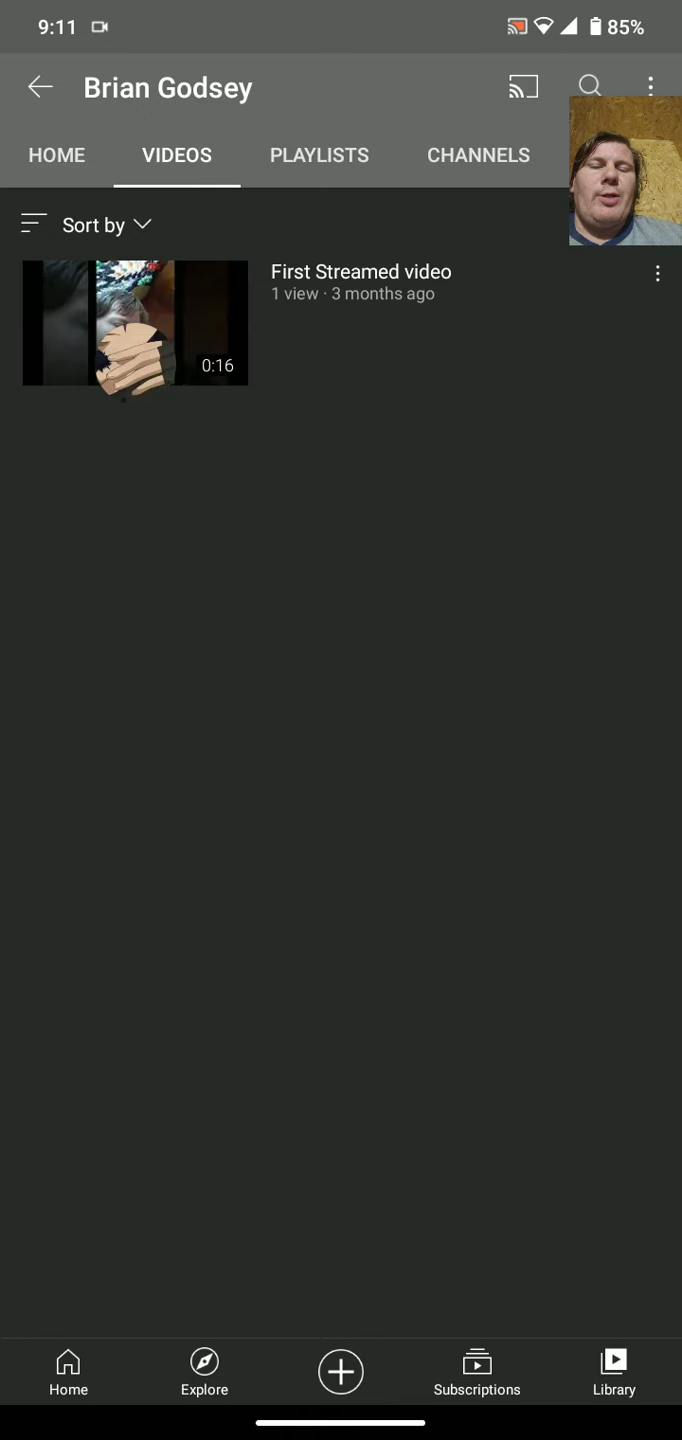 9:11 85%
Brian Godsey
HOME VIDEOS PLAYLISTS CHANNELS
Sort by
First Streamed video
1 view · 3 months ago
0:16
Home Explore Subscriptions Library